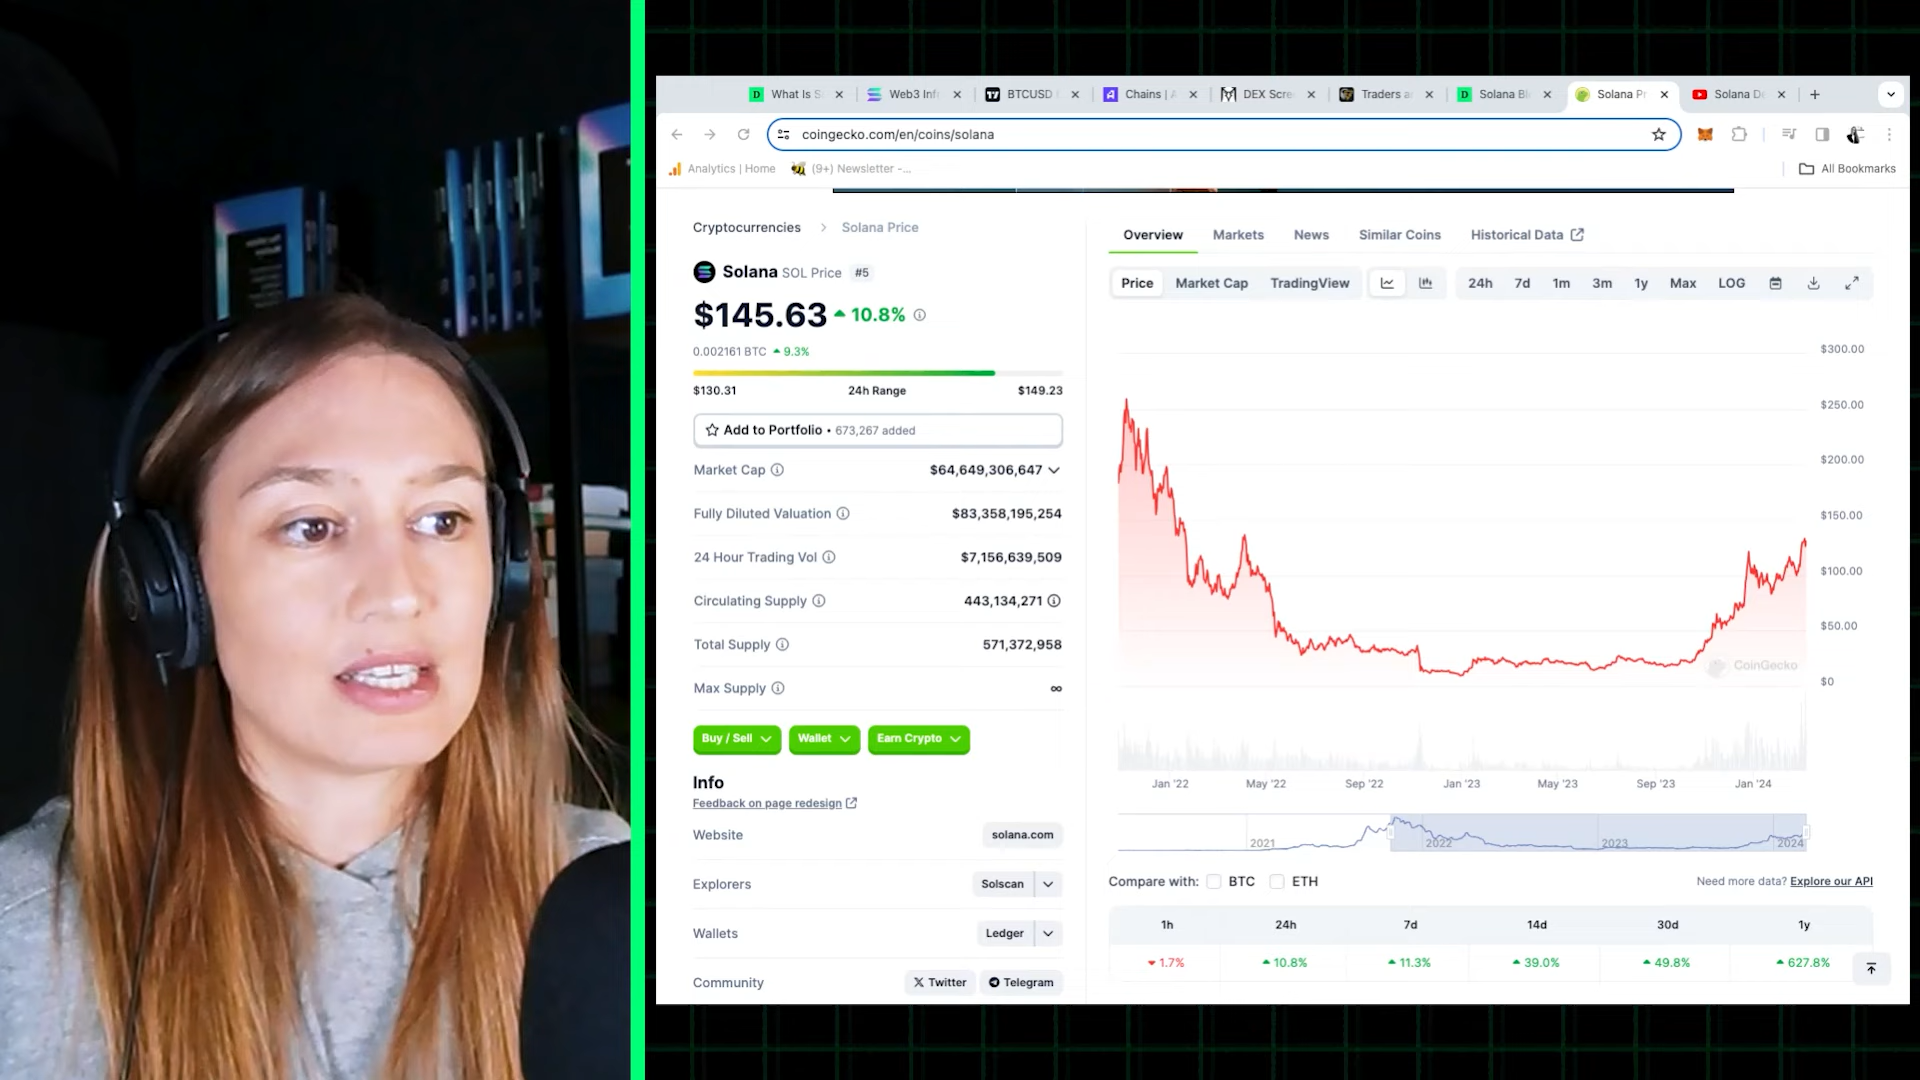 What Is S
Web3 Inf
BTCUSD
Chains | A
DEX Scre
Traders a
Solana Bl
Solana Pr
Solana De
coingecko.com/en/coins/solana
Analytics | Home
(9+) Newsletter -...
All Bookmarks
Cryptocurrencies > Solana Price
Solana SOL Price #5
$145.63 10.8%
0.002161 BTC 9.3%
$130.31 24h Range $149.23
Add to Portfolio • 673,267 added
Market Cap $64,649,306,647
Fully Diluted Valuation $83,358,195,254
24 Hour Trading Vol $7,156,639,509
Circulating Supply 443,134,271
Total Supply 571,372,958
Max Supply ∞
Buy / Sell Wallet Earn Crypto
Info
Feedback on page redesign
Website solana.com
Explorers Solscan
Wallets Ledger
Community X Twitter Telegram
Overview Markets News Similar Coins Historical Data
Price Market Cap TradingView 24h 7d 1m 3m 1y Max LOG
$300.00
$250.00
$200.00
$150.00
$100.00
$50.00
CoinGecko
$0
Jan '22 May '22 Sep '22 Jan '23 May '23 Sep '23 Jan '24
2021 2022 2023 2024
Compare with: BTC ETH
Need more data? Explore our API
1h 24h 7d 14d 30d 1y
1.7% 10.8% 11.3% 39.0% 49.8% 627.8%